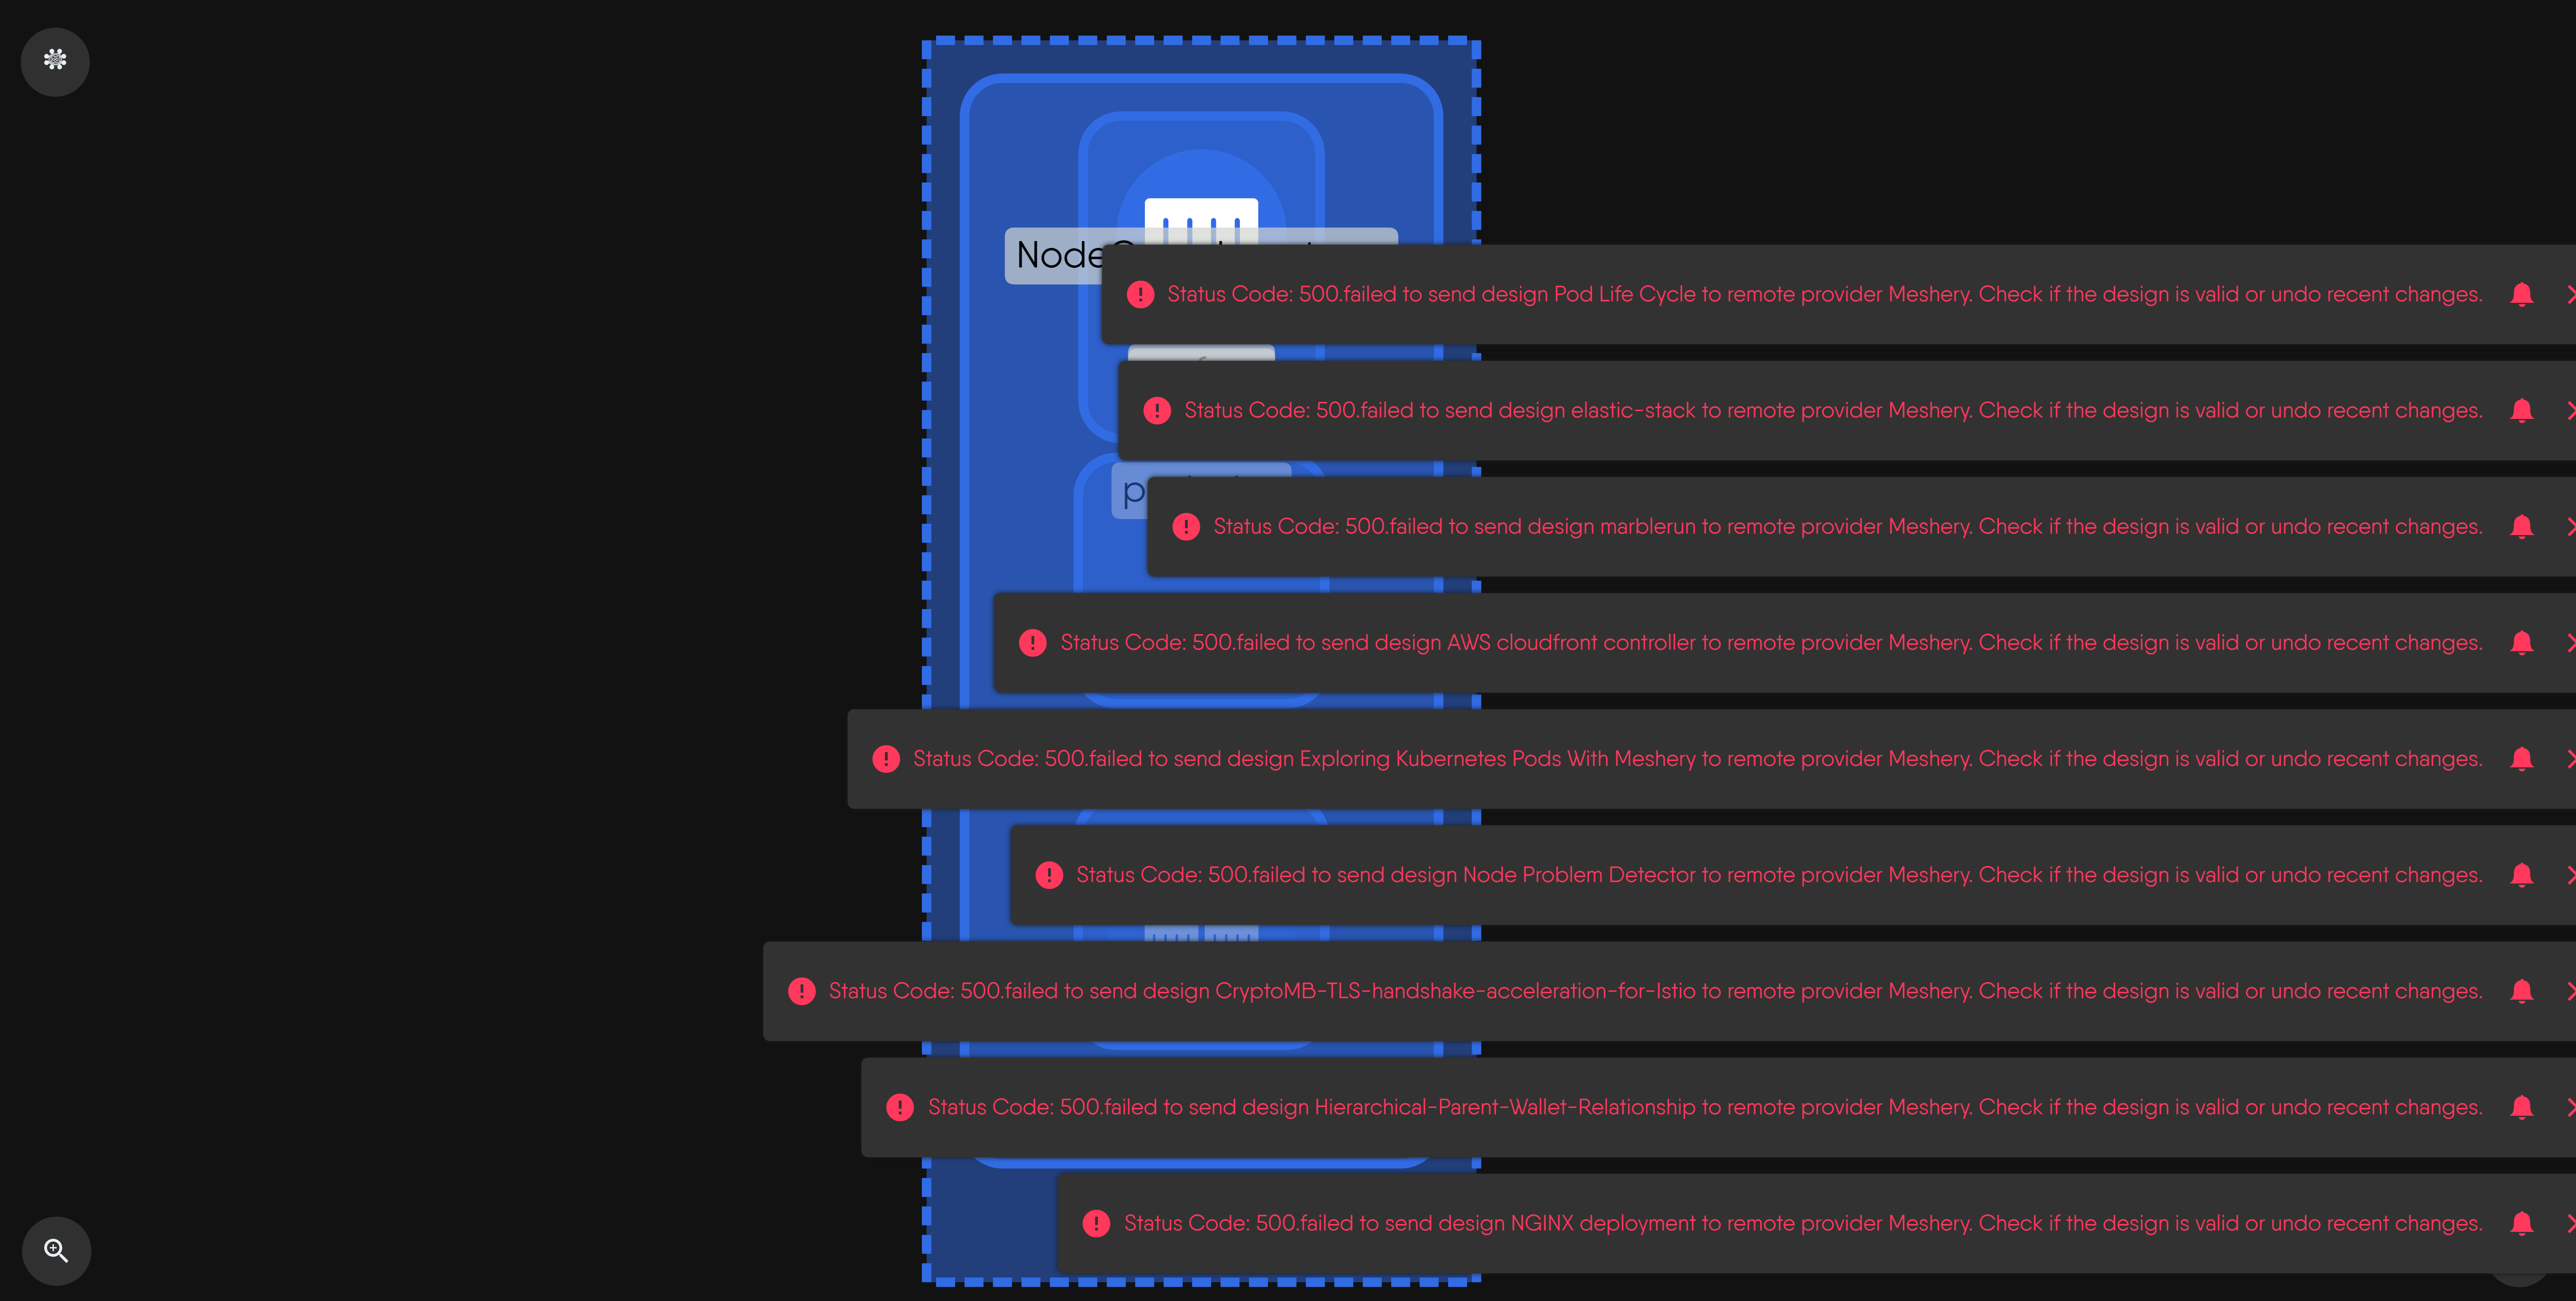 Status Code: 500.failed to send design Pod Life Cycle to remote provider Meshery. Check if the design is valid or undo recent changes.
Status Code: 500.failed to send design elastic-stack to remote provider Meshery. Check if the design is valid or undo recent changes.
Status Code: 500.failed to send design marblerun to remote provider Meshery. Check if the design is valid or undo recent changes.
Status Code: 500.failed to send design AWS cloudfront controller to remote provider Meshery. Check if the design is valid or undo recent changes.
Status Code: 500.failed to send design Exploring Kubernetes Pods With Meshery to remote provider Meshery. Check if the design is valid or undo recent changes.
Status Code: 500.failed to send design Node Problem Detector to remote provider Meshery. Check if the design is valid or undo recent changes.
Status Code: 500.failed to send design CryptoMB-TLS-handshake-acceleration-for-Istio to remote provider Meshery. Check if the design is valid or undo recent changes.
Status Code: 500.failed to send design Hierarchical-Parent-Wallet-Relationship to remote provider Meshery. Check if the design is valid or undo recent changes.
Status Code: 500.failed to send design NGINX deployment to remote provider Meshery. Check if the design is valid or undo recent changes.